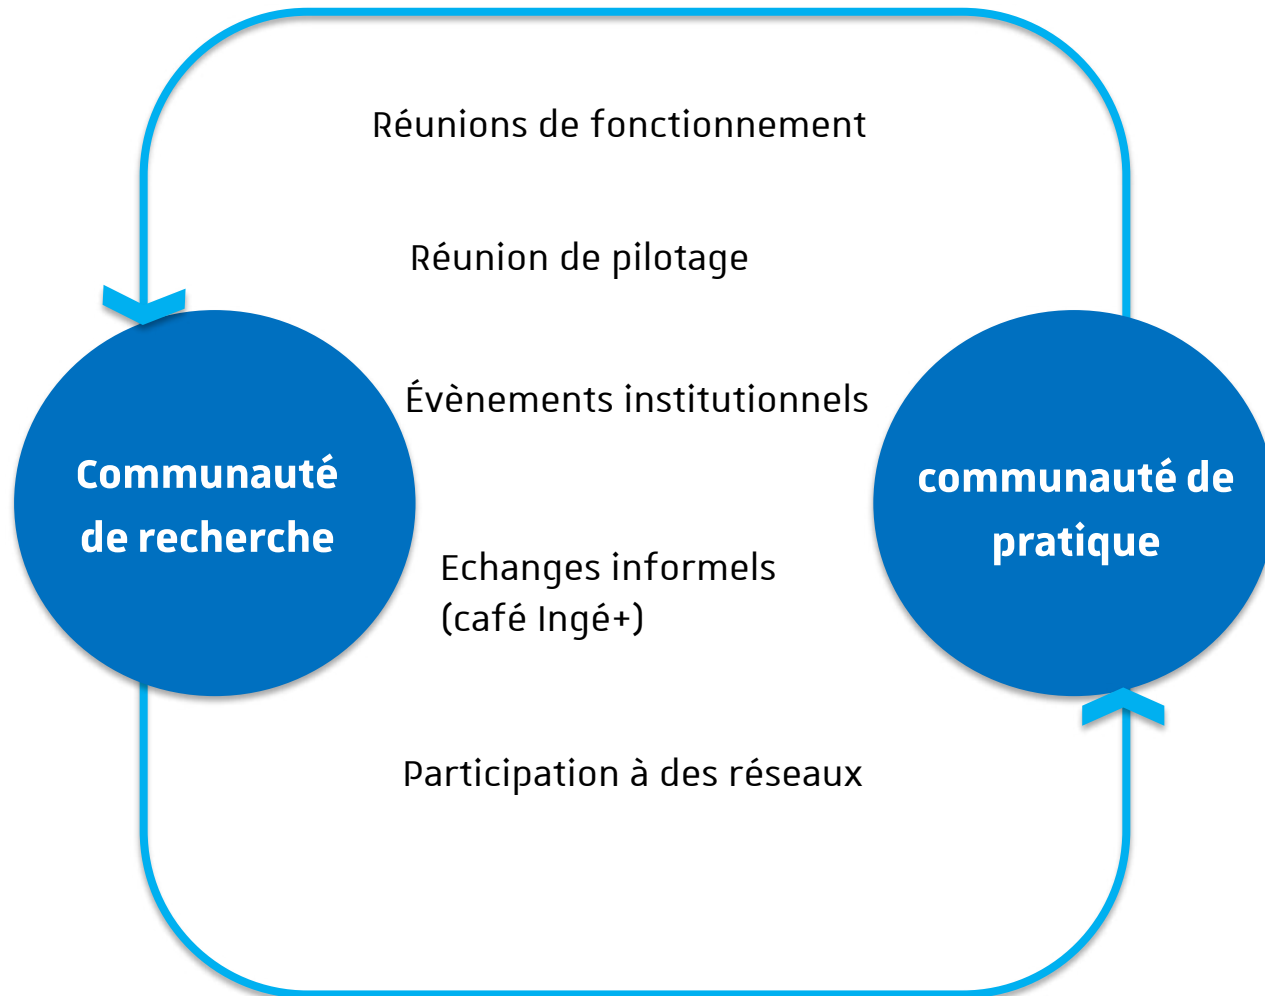 Réunions de fonctionnement
Réunion de pilotage
Évènements institutionnels
Communauté
de recherche
communauté de
pratique
Echanges informels
(café Ingé+)
Participation à des réseaux